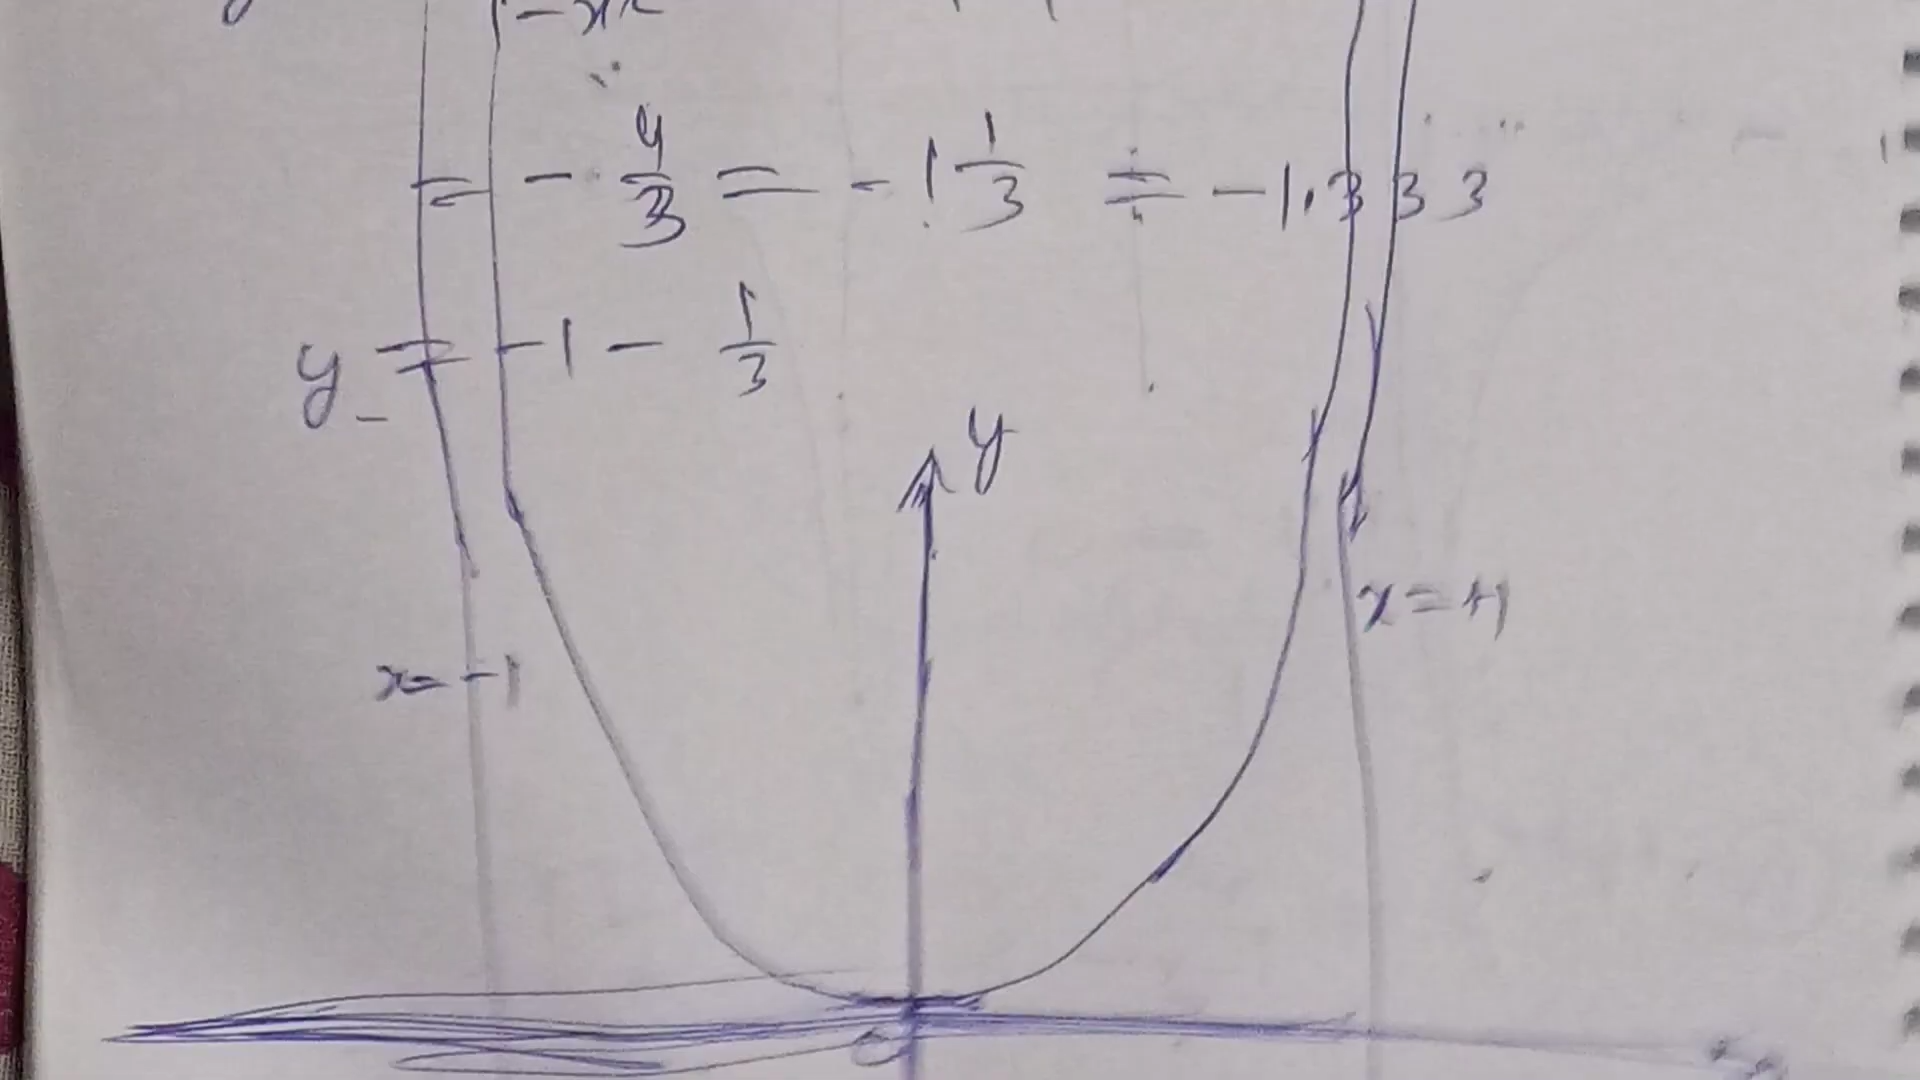 = - 4/3 = - 1 1/3 = -1.333
y = -1 - 1/3
y
x = +1
x = -1
O